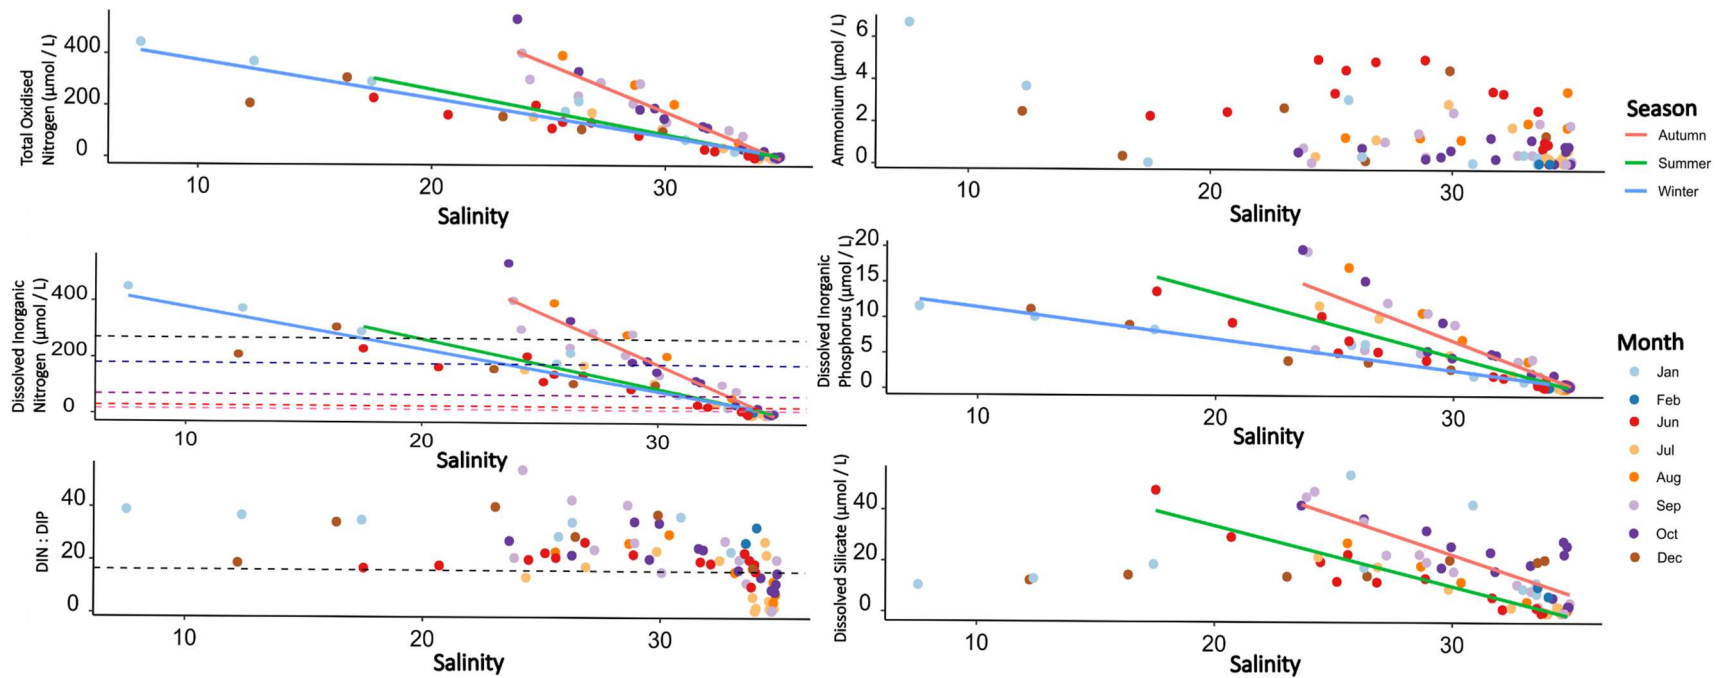 Total Oxidised
Nitrogen (µmol / L)
400
200
0
10
20
30
Salinity
Ammonium (µmol / L)
6
4
2
0
10
20
30
Salinity
Season
Autumn
Summer
Winter
Dissolved Inorganic
Nitrogen (µmol / L)
400
200
0
10
20
30
Salinity
Dissolved Inorganic
Phosphorus (µmol / L)
20
15
10
5
0
10
20
30
Salinity
Month
Jan
Feb
Jun
Jul
Aug
Sep
Oct
Dec
DIN : DIP
40
20
0
10
20
30
Salinity
Dissolved Silicate (µmol / L)
40
20
0
10
20
30
Salinity